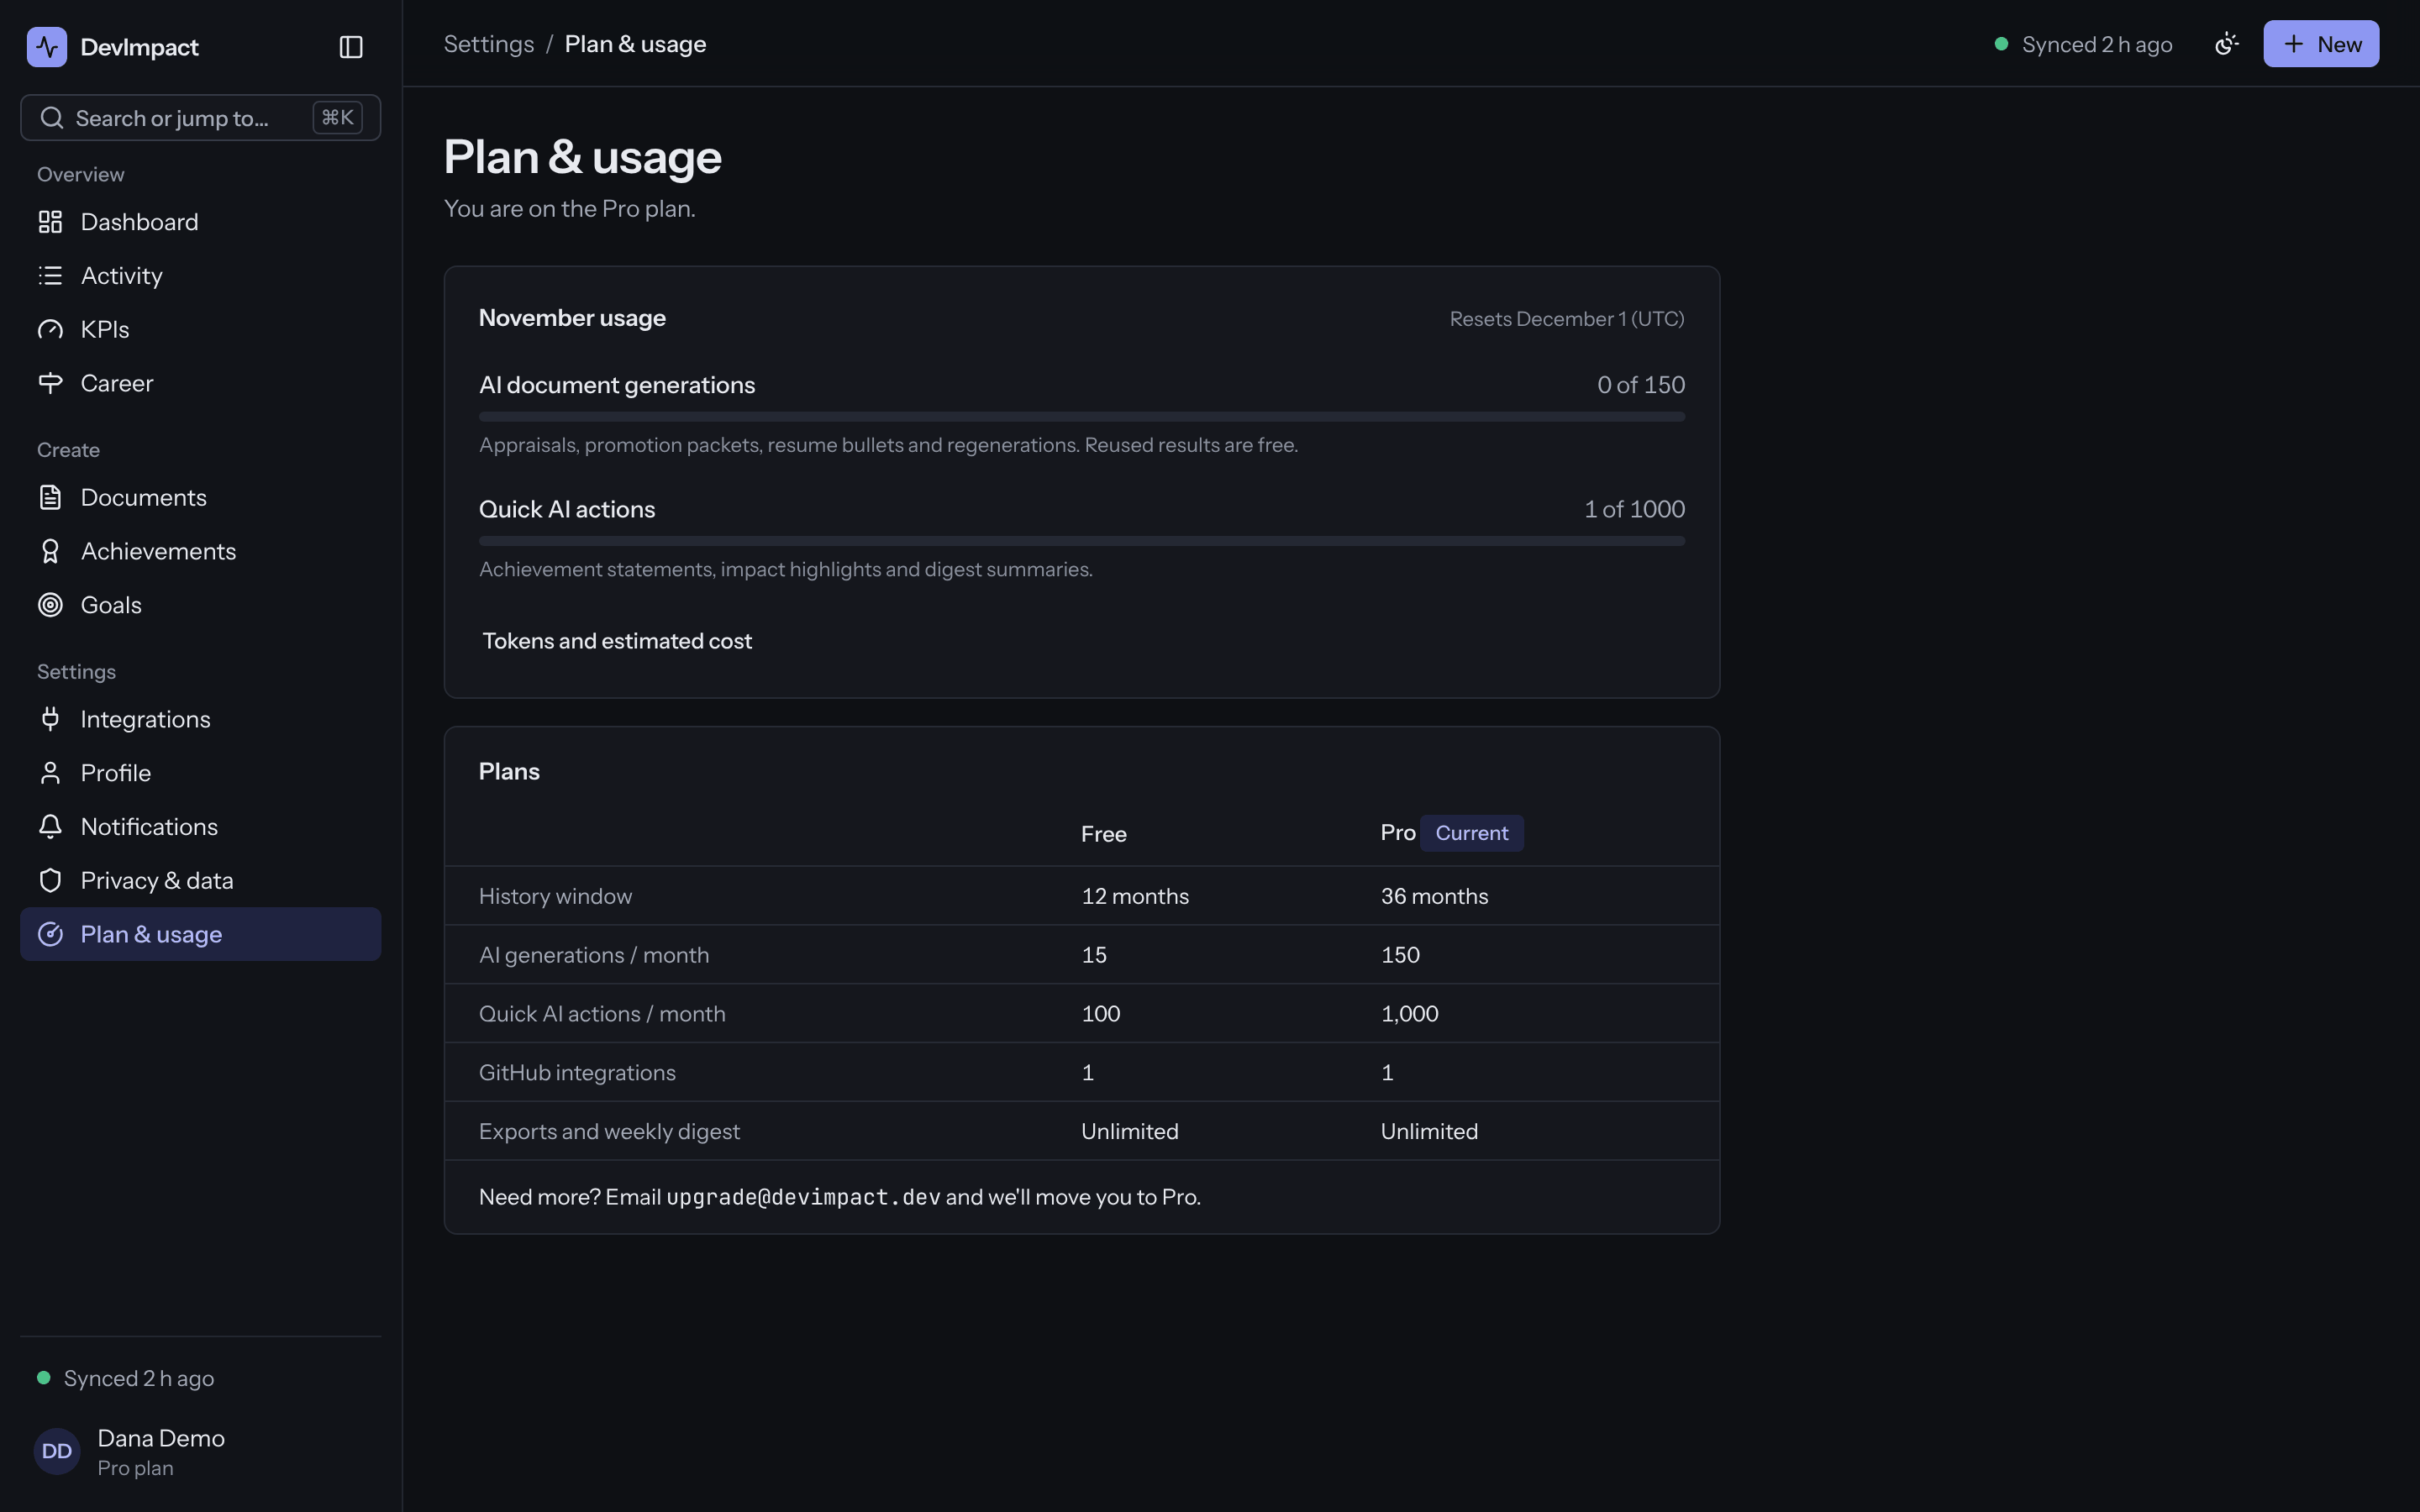 DevImpact
Search or jump to... ⌘K
Overview
Dashboard
Activity
KPIs
Career
Create
Documents
Achievements
Goals
Settings
Integrations
Profile
Notifications
Privacy & data
Plan & usage
Synced 2 h ago
DD
Dana Demo
Pro plan
Settings / Plan & usage
Synced 2 h ago
New
Plan & usage
You are on the Pro plan.
November usage
Resets December 1 (UTC)
AI document generations 0 of 150
Appraisals, promotion packets, resume bullets and regenerations. Reused results are free.
Quick AI actions 1 of 1000
Achievement statements, impact highlights and digest summaries.
Tokens and estimated cost
Plans
Free Pro Current
History window 12 months 36 months
AI generations / month 15 150
Quick AI actions / month 100 1,000
GitHub integrations 1 1
Exports and weekly digest Unlimited Unlimited
Need more? Email upgrade@devimpact.dev and we'll move you to Pro.